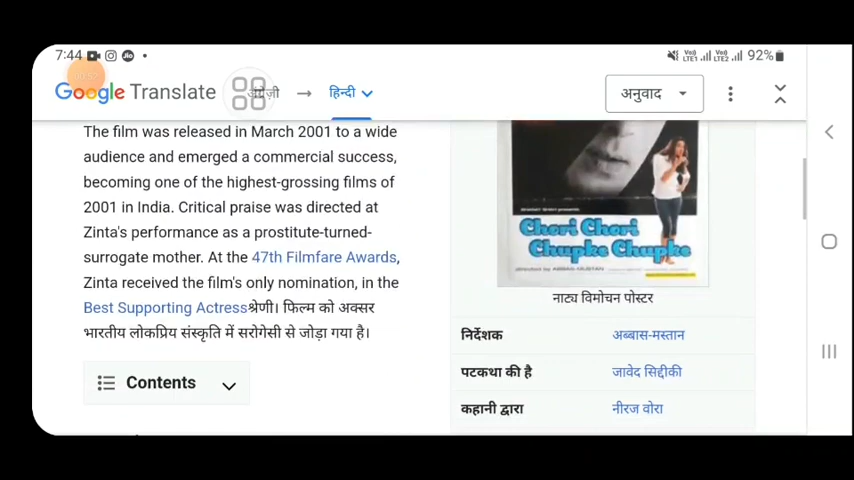 7:44
92%
00:52
Google Translate
अंग्रेज़ी → हिन्दी
अनुवाद
The film was released in March 2001 to a wide
audience and emerged a commercial success,
becoming one of the highest-grossing films of
2001 in India. Critical praise was directed at
Zinta's performance as a prostitute-turned-
surrogate mother. At the 47th Filmfare Awards,
Zinta received the film's only nomination, in the
Best Supporting Actressश्रेणी। फिल्म को अक्सर
भारतीय लोकप्रिय संस्कृति में सरोगेसी से जोड़ा गया है।
Contents
Chori Chori
Chupke Chupke
नाट्य विमोचन पोस्टर
निर्देशक अब्बास-मस्तान
पटकथा की है जावेद सिद्दीकी
कहानी द्वारा नीरज वोरा